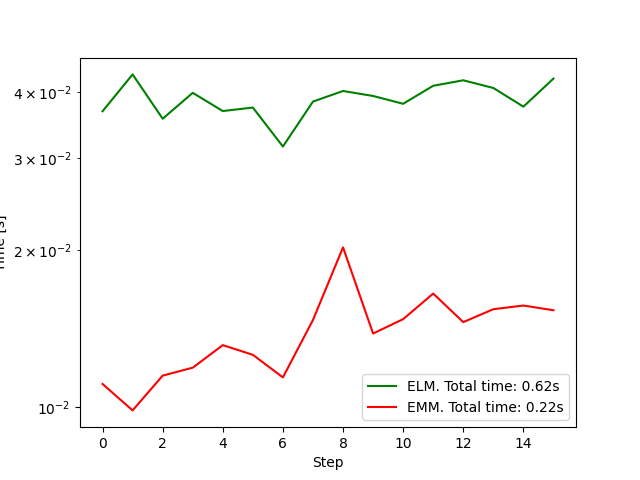 4 × 10⁻²
3 × 10⁻²
2 × 10⁻²
10⁻²
ELM. Total time: 0.62s
EMM. Total time: 0.22s
0 2 4 6 8 10 12 14
Step